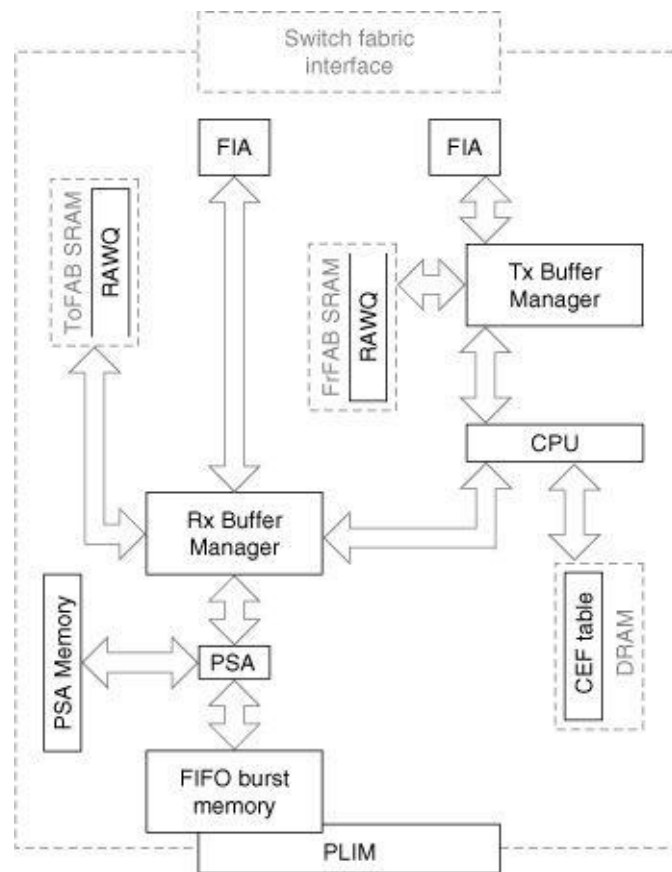 Switch fabric
interface
FIA
FIA
ToFAB SRAM
RAWQ
FrFAB SRAM
RAWQ
Tx Buffer
Manager
CPU
Rx Buffer
Manager
PSA Memory
PSA
CEF table
DRAM
FIFO burst
memory
PLIM